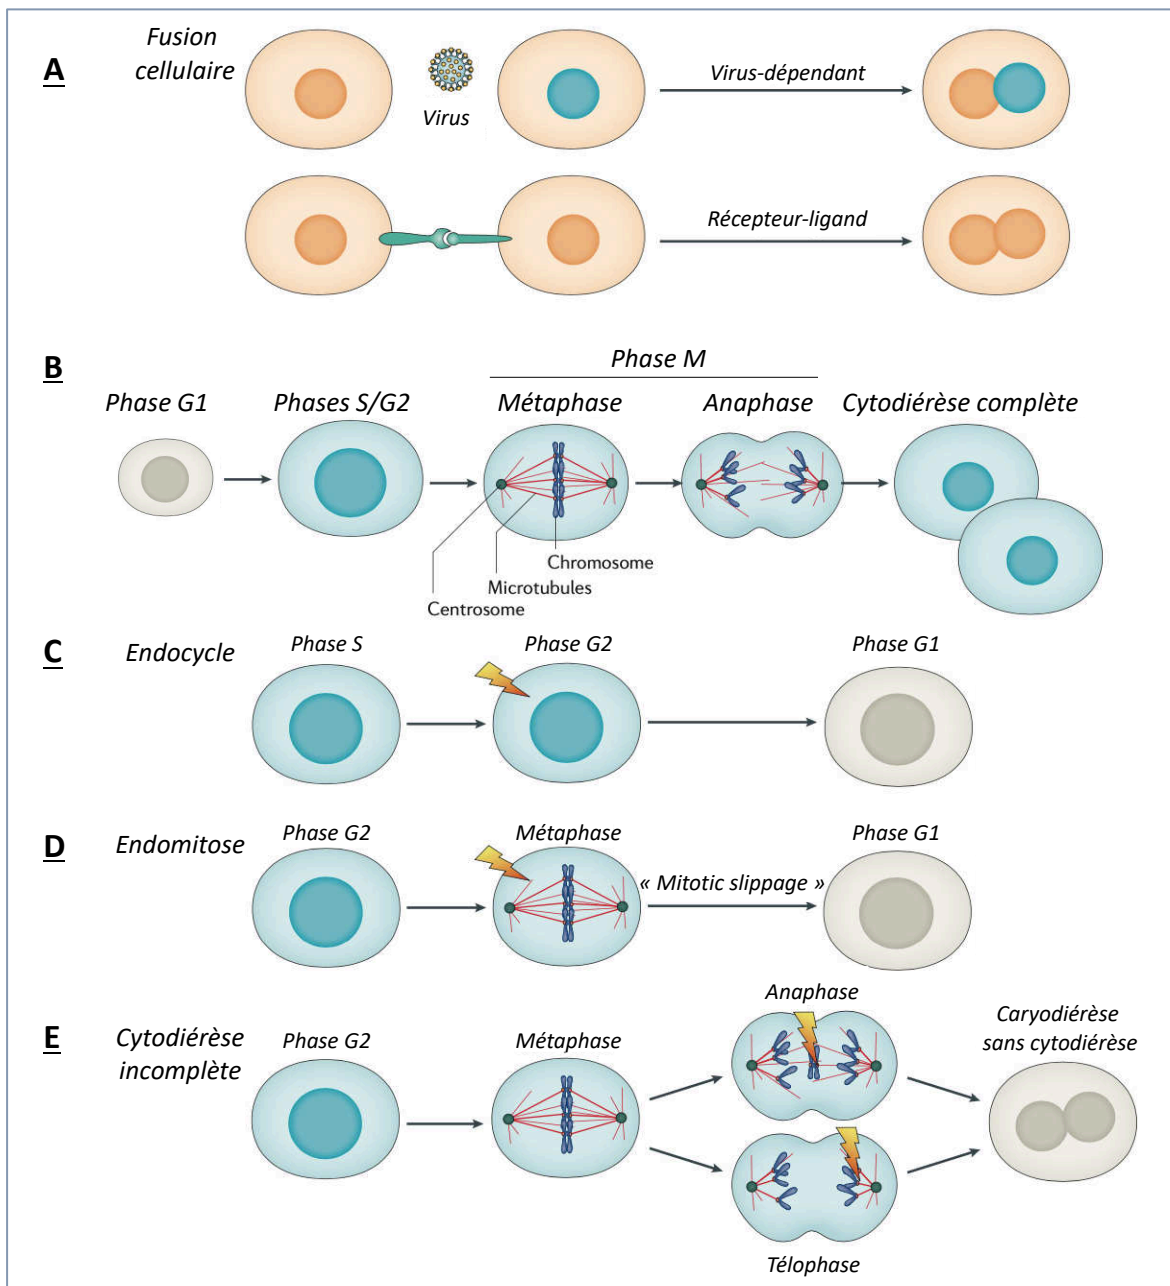 A
Fusion
cellulaire
Virus
Virus-dépendant
Récepteur-ligand
B
Phase M
Phase G1
Phases S/G2
Métaphase
Anaphase
Cytodiérèse complète
Chromosome
Microtubules
Centrosome
C
Endocycle
Phase S
Phase G2
Phase G1
D
Endomitose
Phase G2
Métaphase
« Mitotic slippage »
Phase G1
E
Cytodiérèse
incomplète
Phase G2
Métaphase
Anaphase
Télophase
Caryodiérèse
sans cytodiérèse